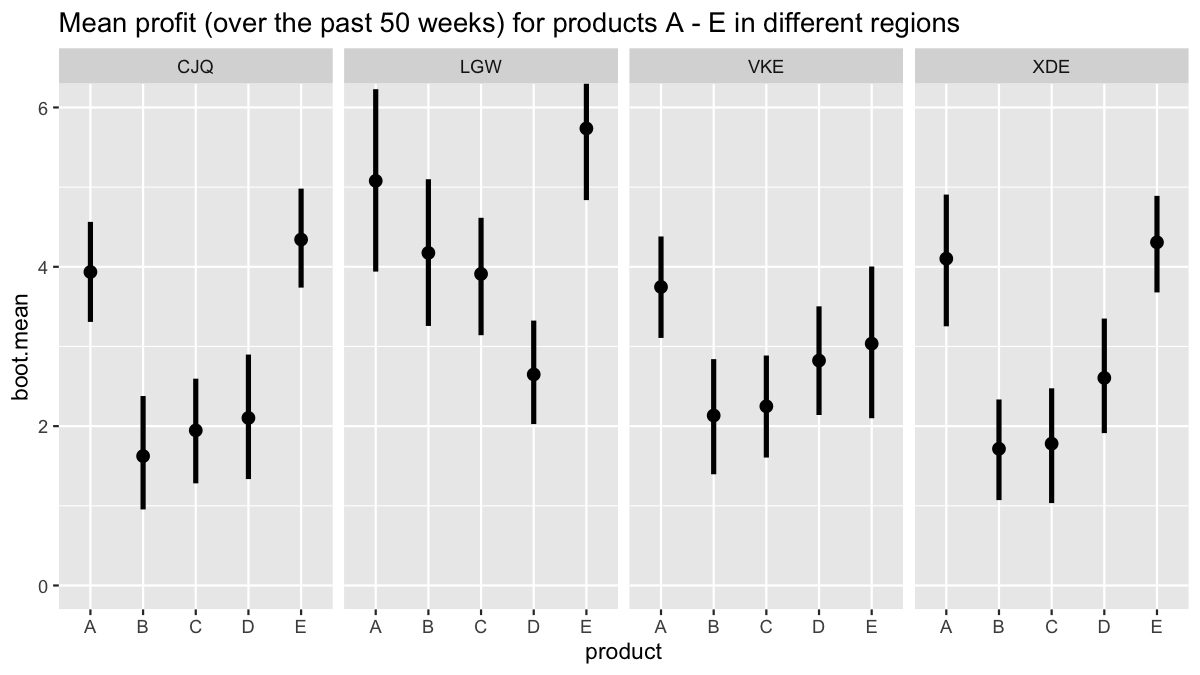 Mean profit (over the past 50 weeks) for products A - E in different regions
CJQ LGW VKE XDE
6
4
2
0
boot.mean
A B C D E A B C D E A B C D E A B C D E
product